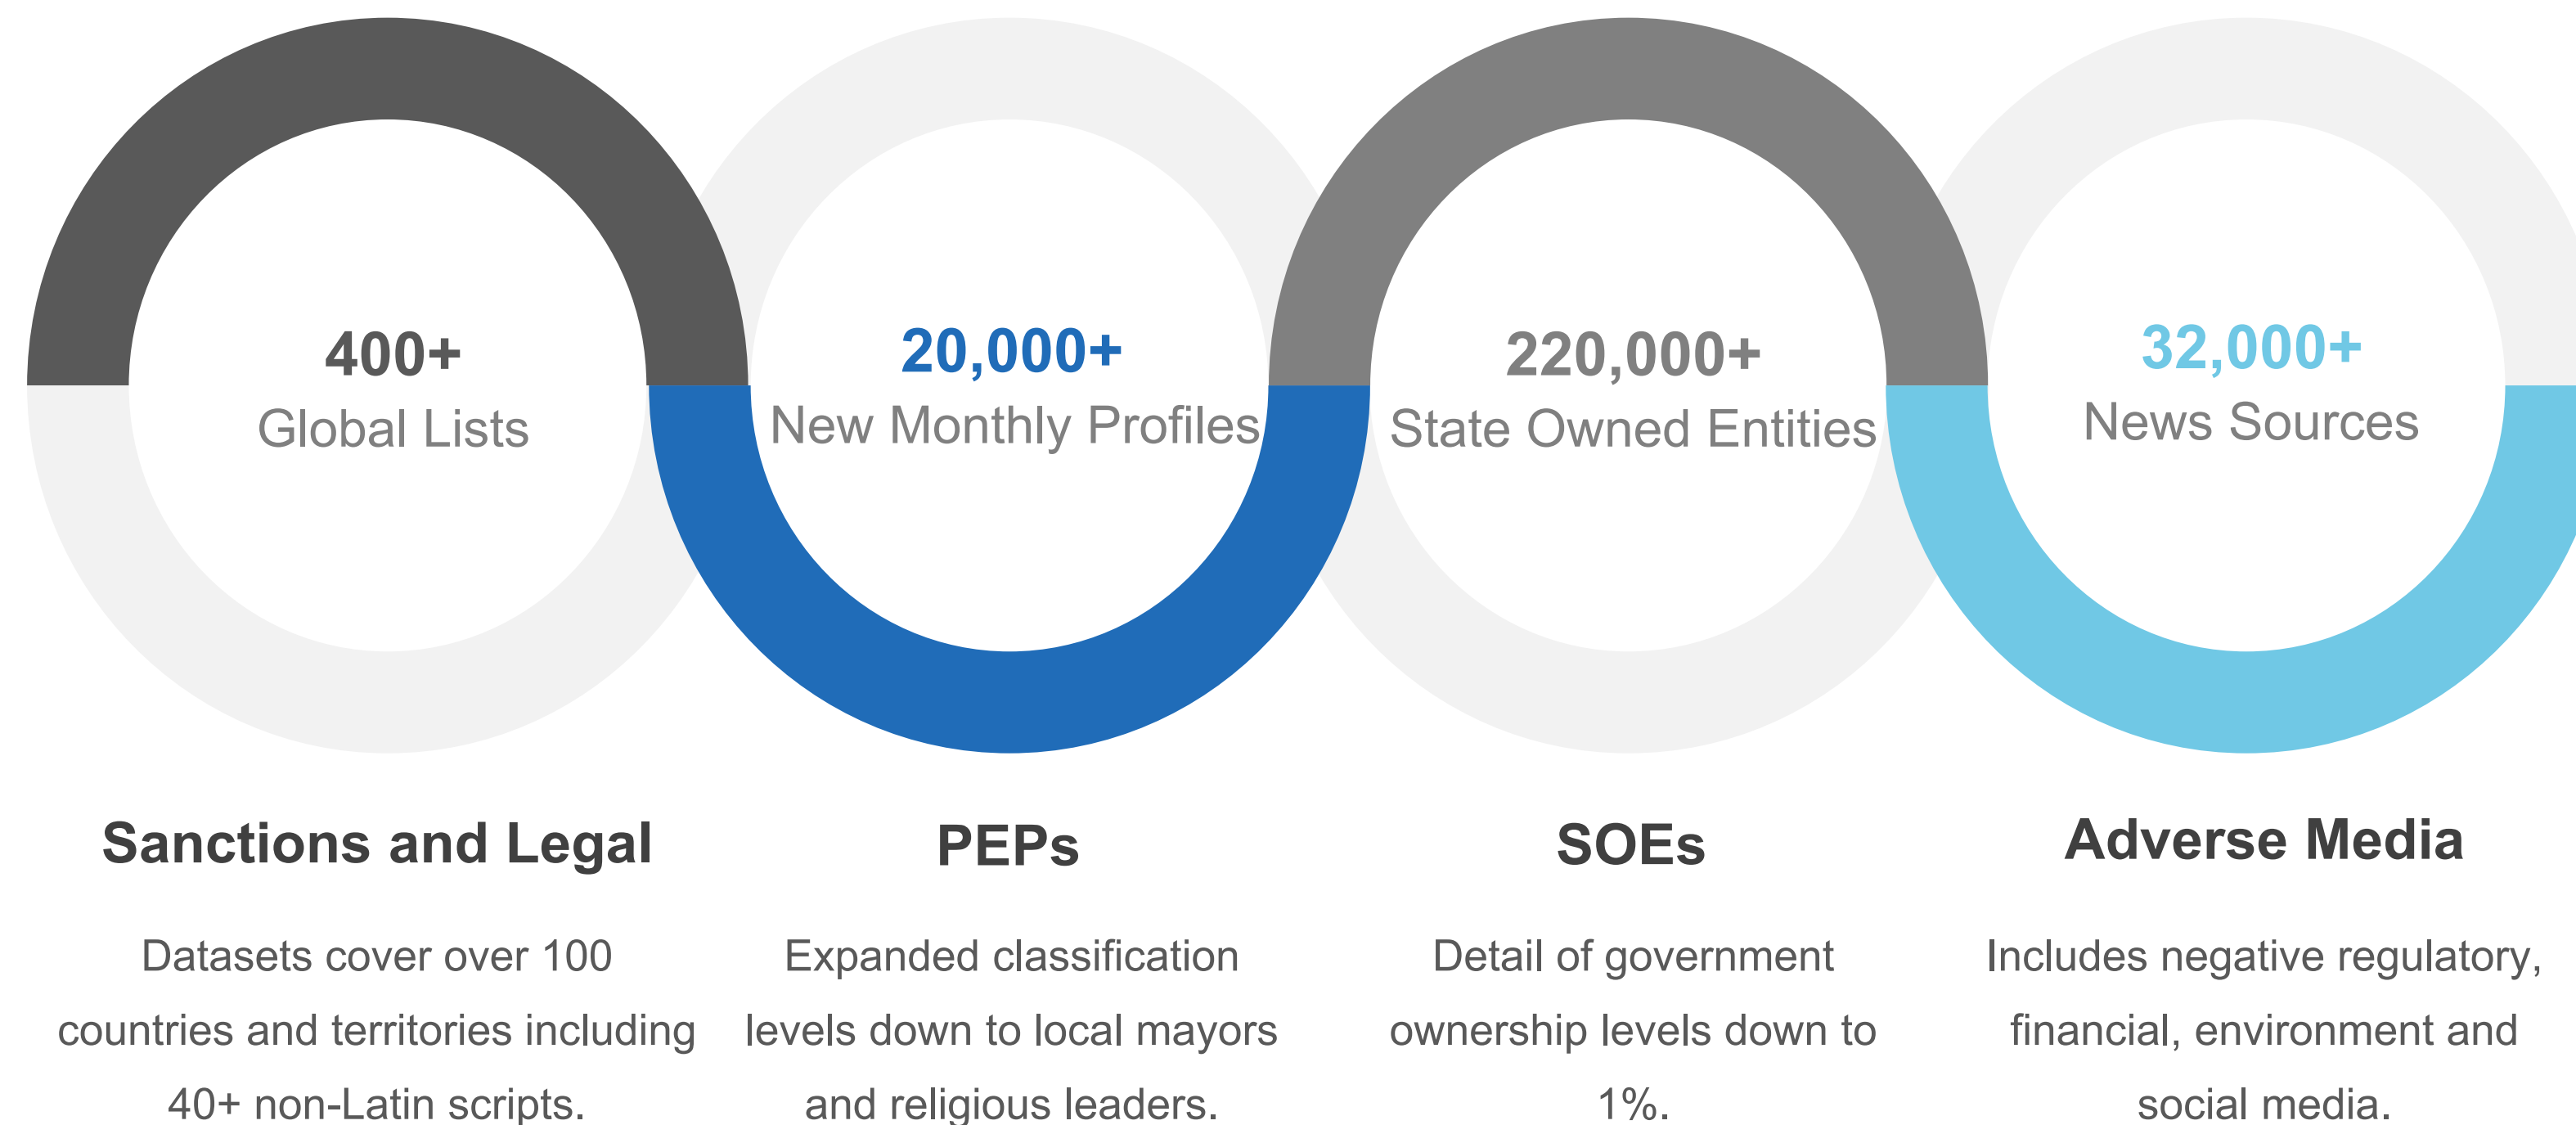 400+
Global Lists
20,000+
New Monthly Profiles
220,000+
State Owned Entities
32,000+
News Sources
Sanctions and Legal
Datasets cover over 100
countries and territories including
40+ non-Latin scripts.
PEPs
Expanded classification
levels down to local mayors
and religious leaders.
SOEs
Detail of government
ownership levels down to
1%.
Adverse Media
Includes negative regulatory,
financial, environment and
social media.